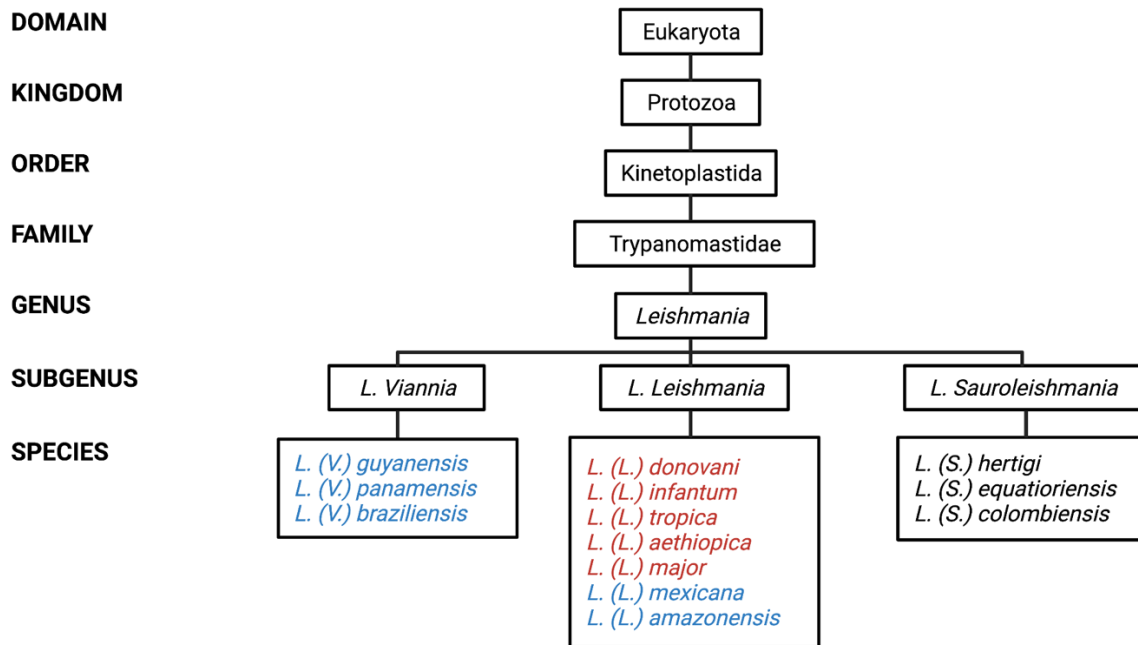 DOMAIN
Eukaryota
KINGDOM
Protozoa
ORDER
Kinetoplastida
FAMILY
Trypanomastidae
GENUS
Leishmania
SUBGENUS
L. Viannia
L. Leishmania
L. Sauroleishmania
SPECIES
L. (V.) guyanensis
L. (V.) panamensis
L. (V.) braziliensis
L. (L.) donovani
L. (L.) infantum
L. (L.) tropica
L. (L.) aethiopica
L. (L.) major
L. (L.) mexicana
L. (L.) amazonensis
L. (S.) hertigi
L. (S.) equatioriensis
L. (S.) colombiensis